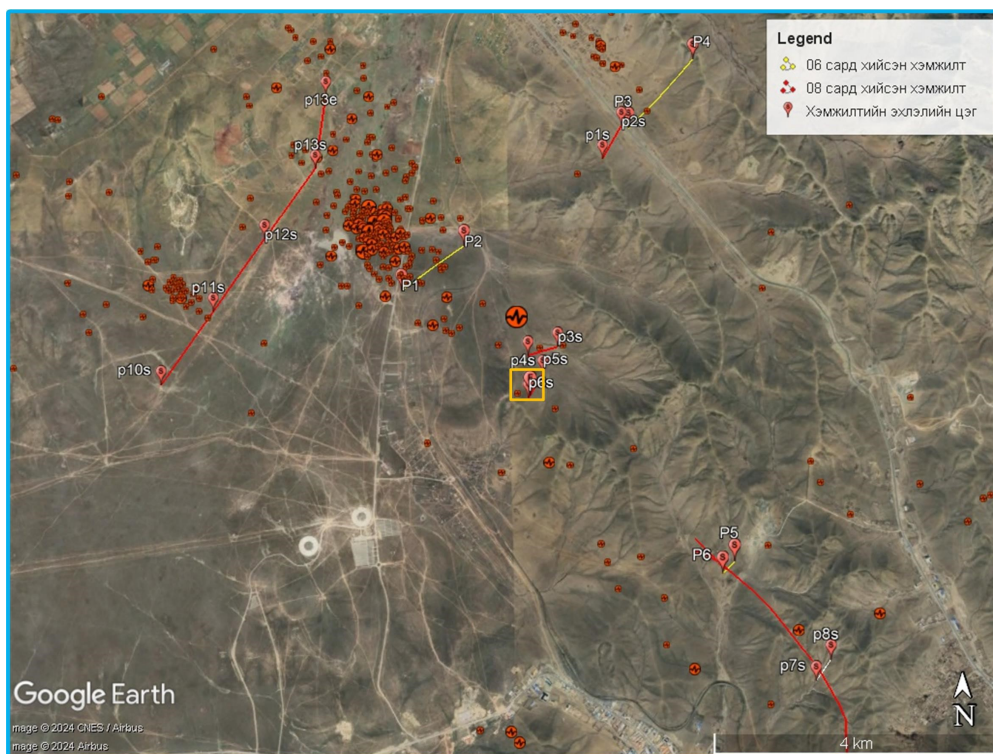 Legend
06 сард хийсэн хэмжилт
08 сард хийсэн хэмжилт
Хэмжилтийн эхлэлийн цэг
P4
P3
p2s
p1s
p13e
p13s
p12s
P2
P1
p11s
p10s
p3s
p4s
p5s
p6s
P5
P6
p8s
p7s
Google Earth
mage © 2024 CNES / Airbus
mage © 2024 Airbus
4 km
N